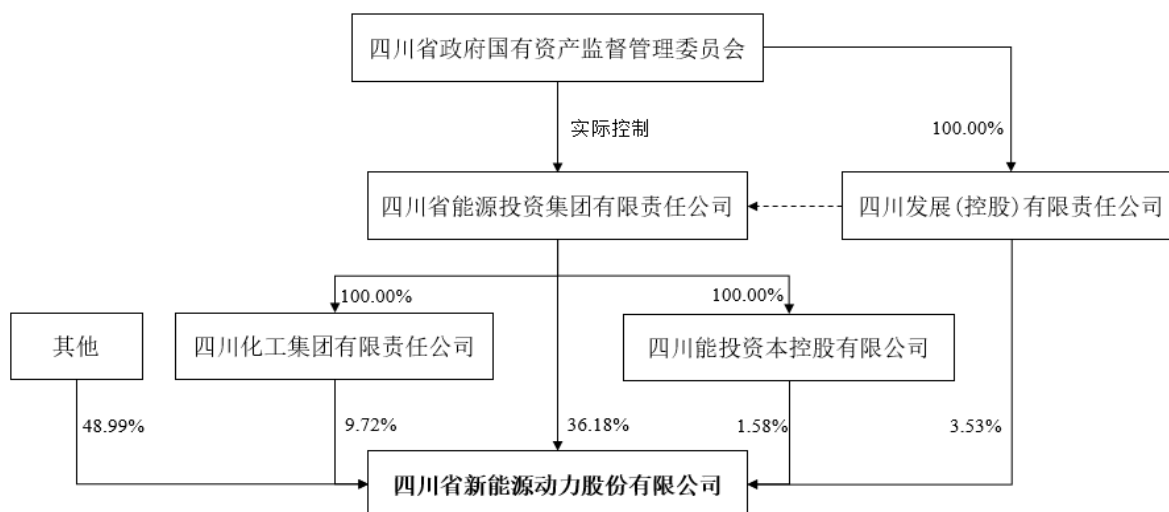 四川省政府国有资产监督管理委员会
实际控制
100.00%
四川省能源投资集团有限责任公司
四川发展(控股)有限责任公司
100.00%
100.00%
其他
四川化工集团有限责任公司
四川能投资本控股有限公司
48.99%
9.72%
36.18%
1.58%
3.53%
四川省新能源动力股份有限公司